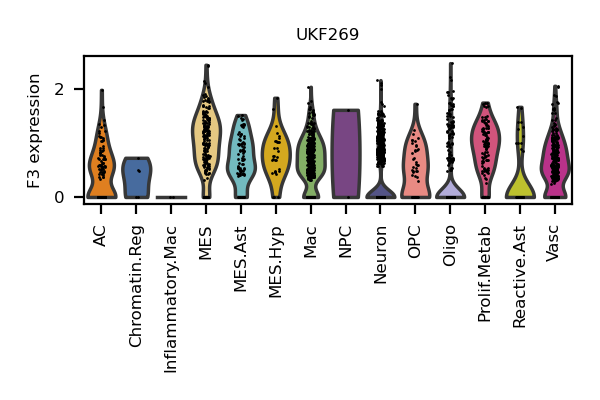 UKF269
F3 expression
2
0
AC
Chromatin.Reg
Inflammatory.Mac
MES
MES.Ast
MES.Hyp
Mac
NPC
Neuron
OPC
Oligo
Prolif.Metab
Reactive.Ast
Vasc